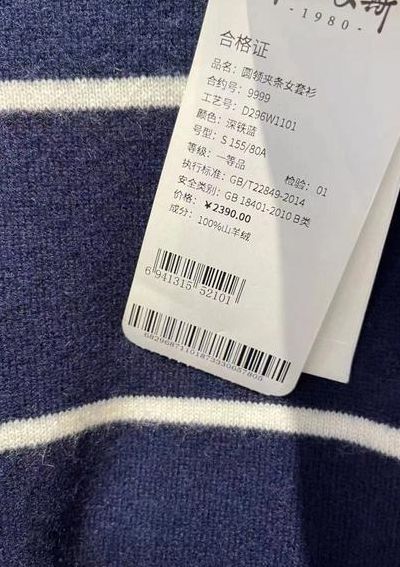 - 1980 -
合格证
品名：圆领夹条女套衫
合约号：9999
工艺号：D296W1101
颜色：深铁蓝
号型：S 155/80A
等级：一等品 检验：01
执行标准：GB/T22849-2014
安全类别：GB 18401-2010 B类
价格：￥2390.00
成分：100%山羊绒
6 941315 52101